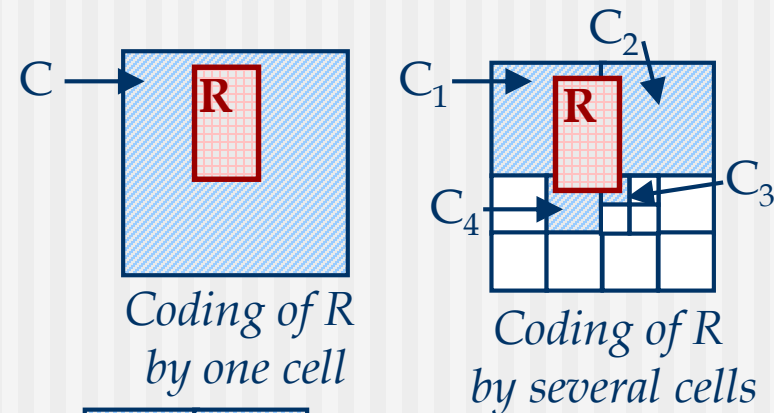 C
R
Coding of R
by one cell
C₁
C₂
R
C₃
C₄
Coding of R
by several cells